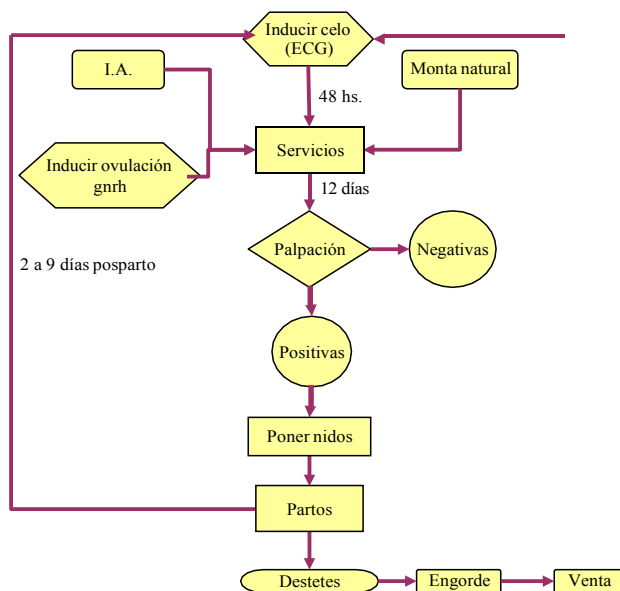 Inducir celo
(ECG)
I.A.
Monta natural
48 hs.
Servicios
Inducir ovulación
gnrh
12 días
Palpación
Negativas
2 a 9 días posparto
Positivas
Poner nidos
Partos
Destetes
Engorde
Venta